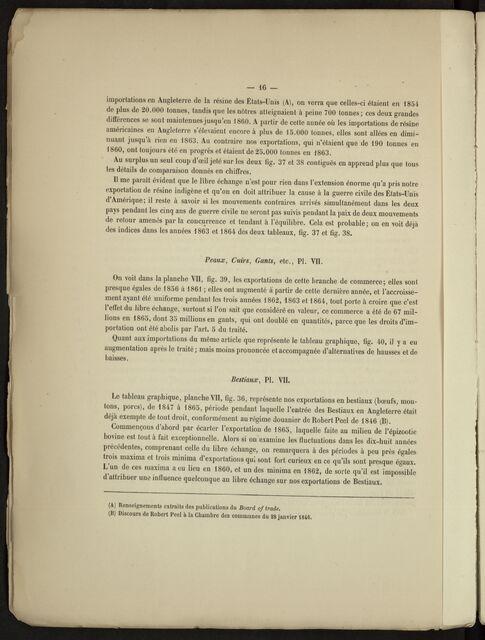 — 16 —
importations en Angleterre de la résine des États-Unis (A), on verra que celles-ci étaient en 1854
de plus de 20.000 tonnes, tandis que les nôtres atteignaient à peine 700 tonnes; ces deux grandes
différences se sont maintenues jusqu'en 1860. A partir de cette année où les importations de résine
américaines en Angleterre s'élevaient encore à plus de 15.000 tonnes, elles sont allées en dimi-
nuant jusqu'à rien en 1863. Au contraire nos exportations, qui n'étaient que de 190 tonnes en
1860, ont toujours été en progrès et étaient de 25.000 tonnes en 1863.
Au surplus un seul coup d'œil jeté sur les deux fig. 37 et 38 contiguës en apprend plus que tous
les détails de comparaison donnés en chiffres.
Il me parait évident que le libre échange n'est pour rien dans l'extension énorme qu'a pris notre
exportation de résine indigène et qu'on en doit attribuer la cause à la guerre civile des États-Unis
d'Amérique; il reste à savoir si les mouvements contraires arrivés simultanément dans les deux
pays pendant les cinq ans de guerre civile ne seront pas suivis pendant la paix de deux mouvements
de retour amenés par la concurrence et tendant à l'équilibre. Cela est probable; on en voit déjà
des indices dans les années 1863 et 1864 des deux tableaux, fig. 37 et fig. 38.
Peaux, Cuirs, Gants, etc., Pl. VII.
On voit dans la planche VII, fig. 39, les exportations de cette branche de commerce; elles sont
presque égales de 1856 à 1861; elles ont augmenté à partir de cette dernière année, et l'accroisse-
ment ayant été uniforme pendant les trois années 1862, 1863 et 1864, tout porte à croire que c'est
l'effet du libre échange, surtout si l'on sait que considéré en valeur, ce commerce a été de 67 mil-
lions en 1865, dont 35 millions en gants, qui ont doublé en quantités, parce que les droits d'im-
portation ont été abolis par l'art. 5 du traité.
Quant aux importations du même article que représente le tableau graphique, fig. 40, il y a eu
augmentation après le traité; mais moins prononcée et accompagnée d'alternatives de hausses et de
baisses.
Bestiaux, Pl. VII.
Le tableau graphique, planche VII, fig. 36, représente nos exportations en bestiaux (bœufs, mou-
tons, porcs), de 1847 à 1865, période pendant laquelle l'entrée des Bestiaux en Angleterre était
déjà exempte de tout droit, conformément au régime douanier de Robert Peel de 1846 (B).
Commençons d'abord par écarter l'exportation de 1865, laquelle faite au milieu de l'épizootie
bovine est tout à fait exceptionnelle. Alors si on examine les fluctuations dans les dix-huit années
précédentes, comprenant celle du libre échange, on remarquera à des périodes à peu près égales
trois maxima et trois minima d'exportations qui sont fort curieux en ce qu'ils sont presque égaux.
L'un de ces maxima a eu lieu en 1860, et un des minima en 1862, de sorte qu'il est impossible
d'attribuer une influence quelconque au libre échange sur nos exportations de Bestiaux.
(A) Renseignements extraits des publications du Board of trade.
(B) Discours de Robert Peel à la Chambre des communes du 28 janvier 1846.